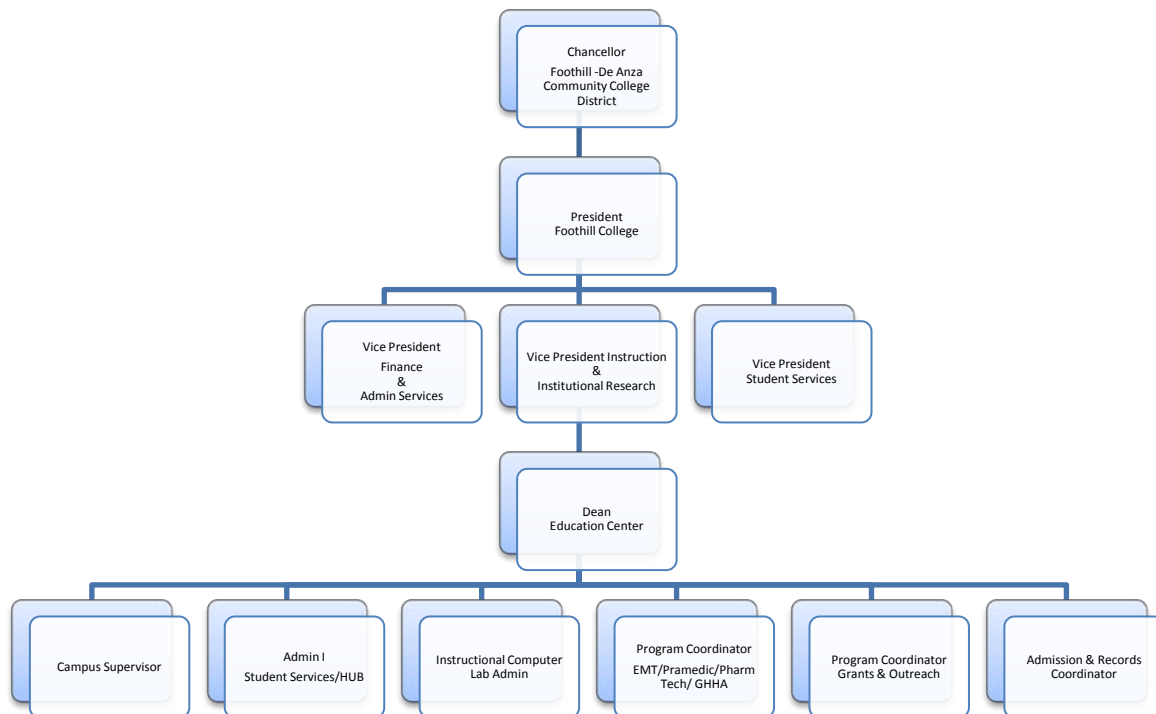 Chancellor
Foothill -De Anza
Community College
District
President
Foothill College
Vice President
Finance
&
Admin Services
Vice President Instruction
&
Institutional Research
Vice President
Student Services
Dean
Education Center
Campus Supervisor
Admin I
Student Services/HUB
Instructional Computer
Lab Admin
Program Coordinator
EMT/Pramedic/Pharm
Tech/ GHHA
Program Coordinator
Grants & Outreach
Admission & Records
Coordinator